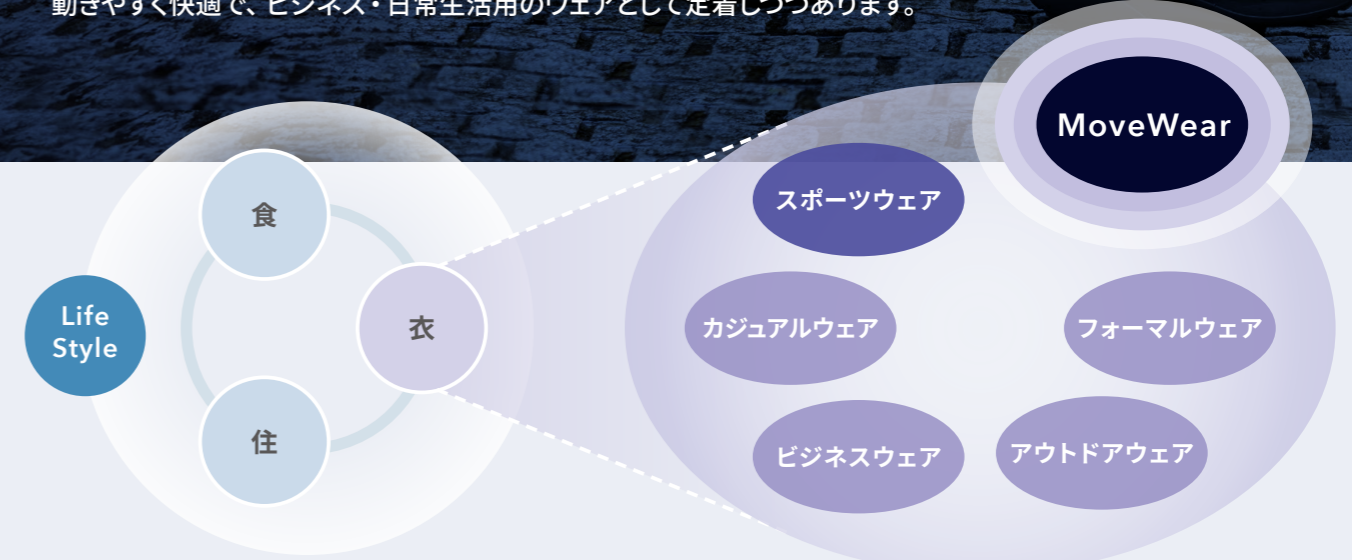 動きやすく快適で、ビジネス・日常生活用のウェアとして定着しつつあります。
MoveWear
スポーツウェア
食
Life
Style
衣
カジュアルウェア
フォーマルウェア
住
ビジネスウェア
アウトドアウェア